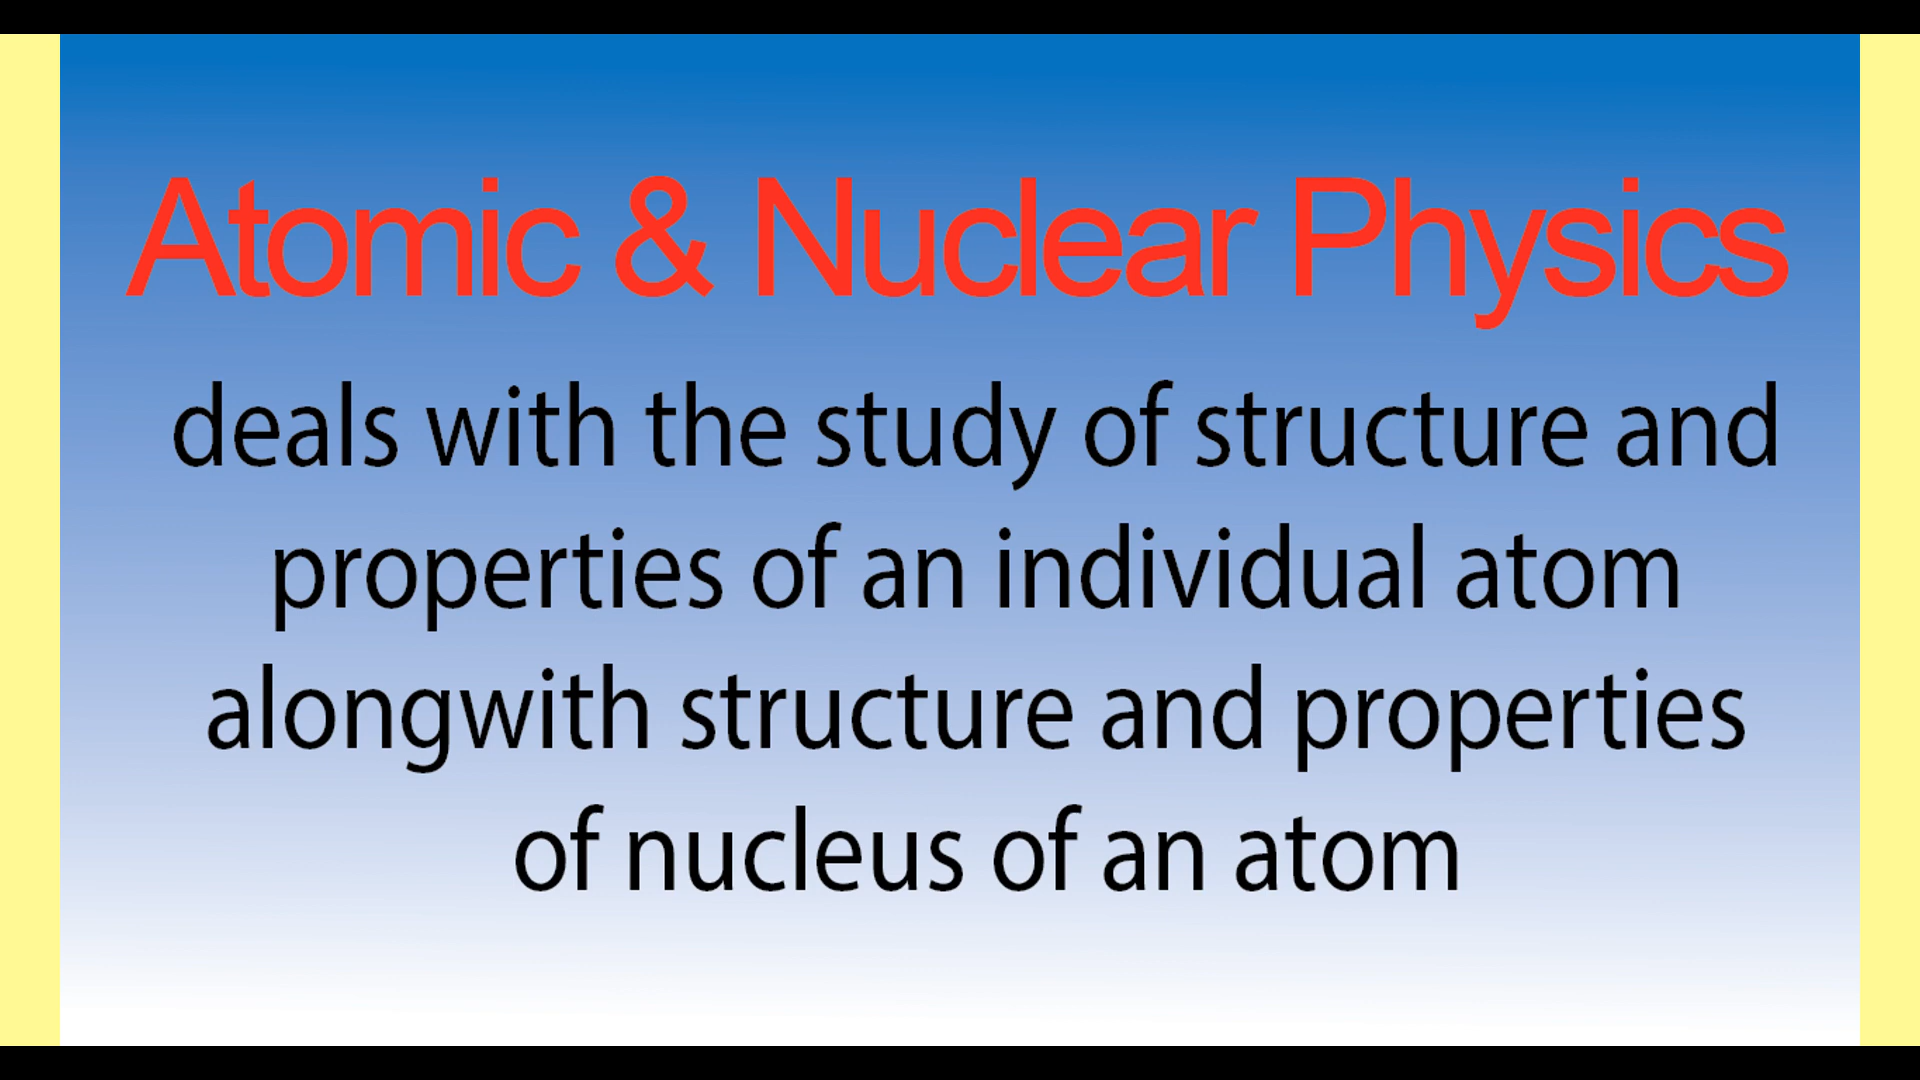 Atomic & Nuclear Physics
deals with the study of structure and
properties of an individual atom
alongwith structure and properties
of nucleus of an atom